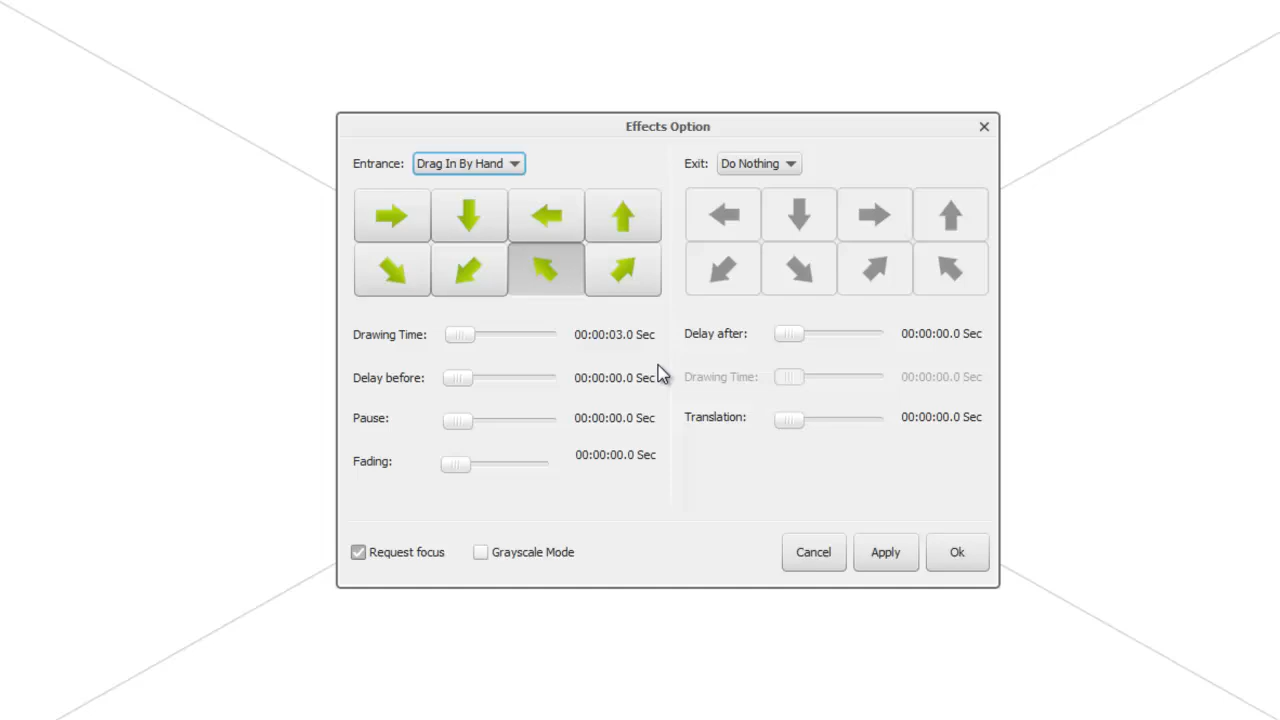 Effects Option
Entrance: Drag In By Hand
Exit: Do Nothing
Drawing Time: 00:00:03.0 Sec
Delay before: 00:00:00.0 Sec
Pause: 00:00:00.0 Sec
Fading: 00:00:00.0 Sec
Delay after: 00:00:00.0 Sec
Drawing Time: 00:00:00.0 Sec
Translation: 00:00:00.0 Sec
Request focus
Grayscale Mode
Cancel
Apply
Ok